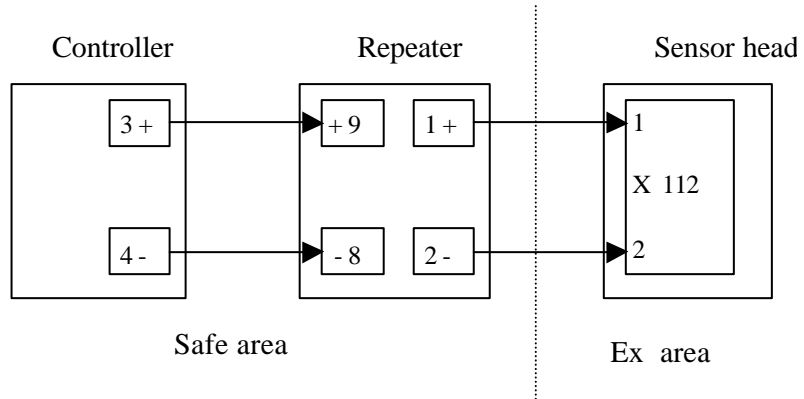 Controller
Repeater
Sensor head
3 +
+ 9
1 +
1
X 112
4 -
- 8
2 -
2
Safe area
Ex area